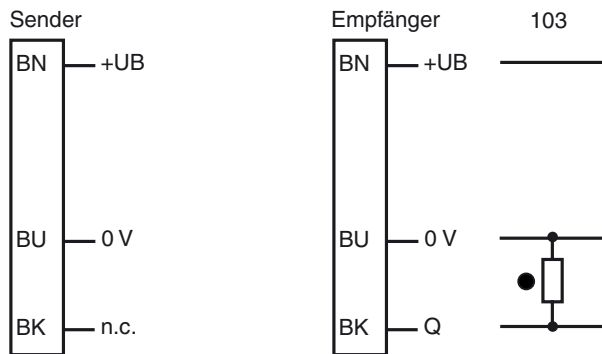 Sender
BN +UB
BU 0 V
BK n.c.
Empfänger 103
BN +UB
BU 0 V
BK Q